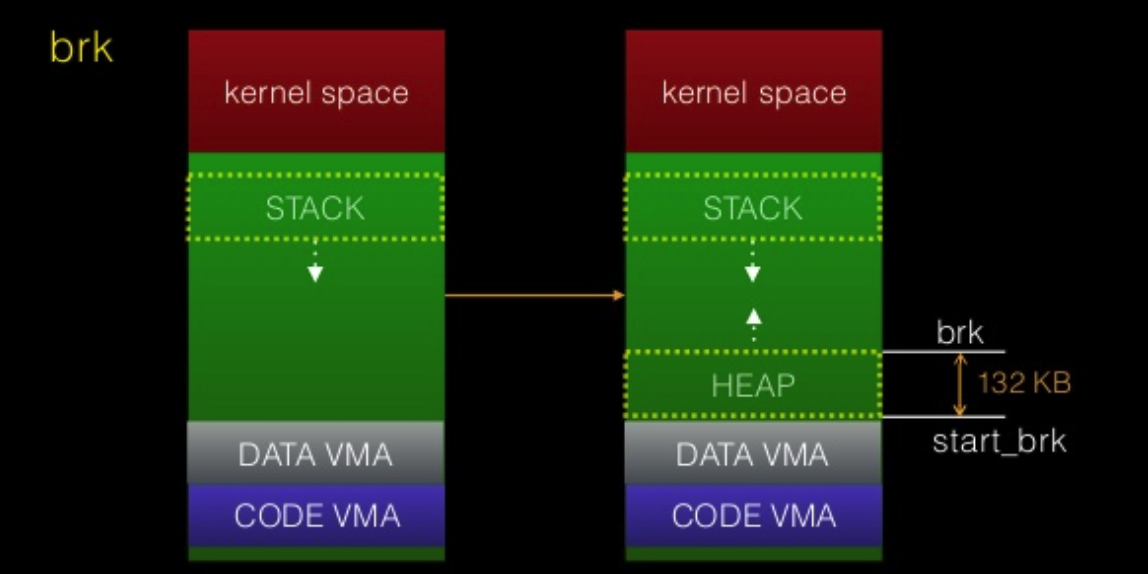 brk
kernel space
STACK
DATA VMA
CODE VMA
kernel space
STACK
HEAP
DATA VMA
CODE VMA
brk
132 KB
start_brk